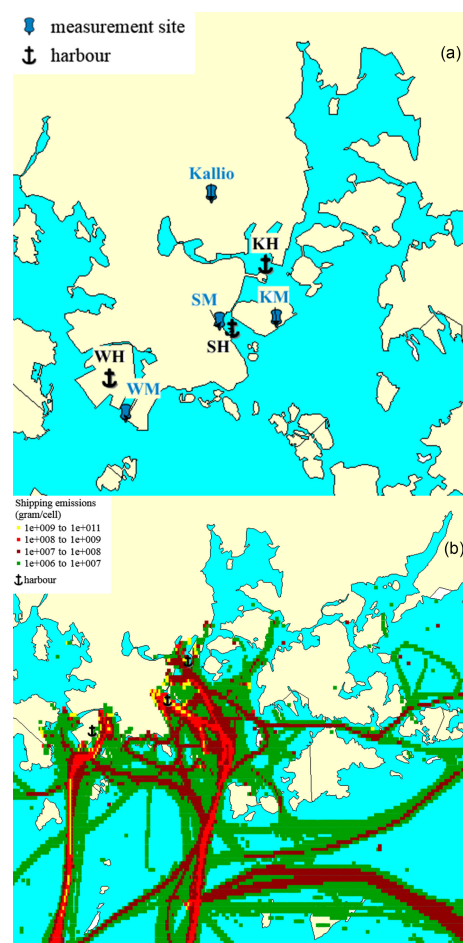 measurement site
harbour
(a)
Kallio
KH
SM
KM
SH
WH
WM
Shipping emissions
(gram/cell)
1e+009 to 1e+011
1e+008 to 1e+009
1e+007 to 1e+008
1e+006 to 1e+007
harbour
(b)